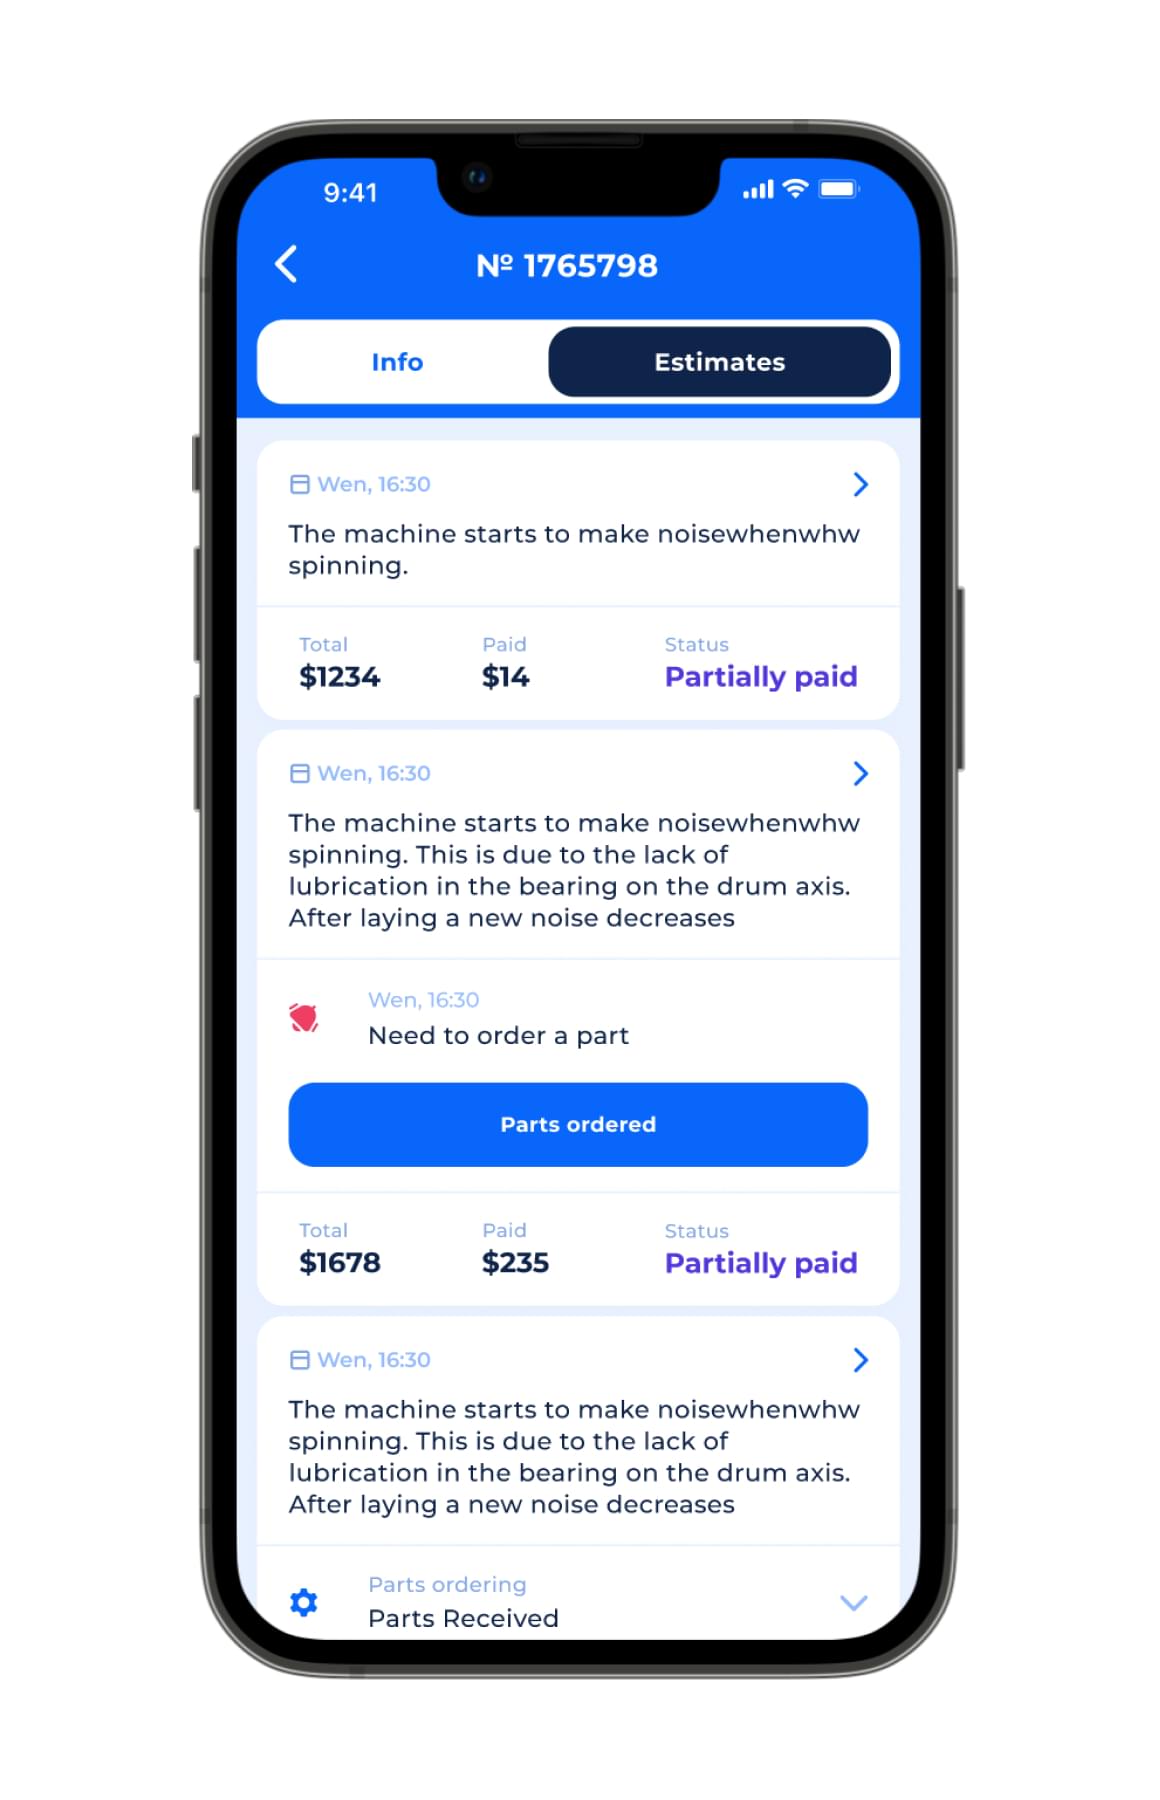 9:41
№ 1765798
Info
Estimates
Wen, 16:30
The machine starts to make noisewhenwhw
spinning.
Total
Paid
Status
$1234
$14
Partially paid
Wen, 16:30
The machine starts to make noisewhenwhw
spinning. This is due to the lack of
lubrication in the bearing on the drum axis.
After laying a new noise decreases
Wen, 16:30
Need to order a part
Parts ordered
Total
Paid
Status
$1678
$235
Partially paid
Wen, 16:30
The machine starts to make noisewhenwhw
spinning. This is due to the lack of
lubrication in the bearing on the drum axis.
After laying a new noise decreases
Parts ordering
Parts Received